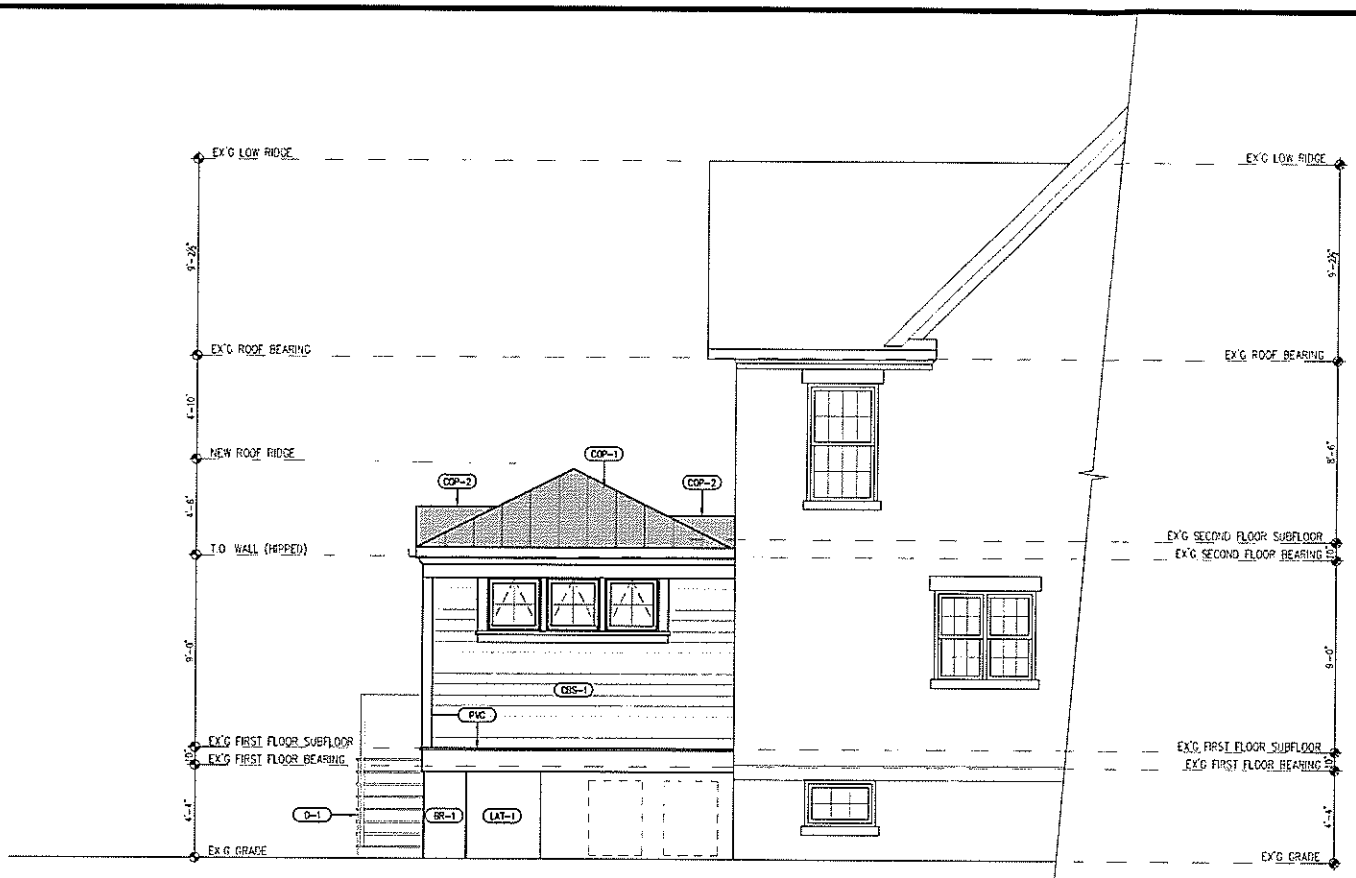 EX'G LOW RIDGE
EX'G LOW RIDGE
9'-2½"
9'-2½"
EX'G ROOF BEARING
EX'G ROOF BEARING
4'-10"
8'-6"
NEW ROOF RIDGE
COP-1
COP-2
COP-2
4'-6"
EX'G SECOND FLOOR SUBFLOOR
T.O WALL (HIPPED)
EX'G SECOND FLOOR BEARING
10"
9'-0"
9'-0"
CBS-1
PVC
EX'G FIRST FLOOR SUBFLOOR
EX'G FIRST FLOOR SUBFLOOR
10"
10"
EX'G FIRST FLOOR BEARING
EX'G FIRST FLOOR BEARING
4'-4"
4'-4"
D-1
BR-1
LAT-1
EX'G GRADE
EX'G GRADE